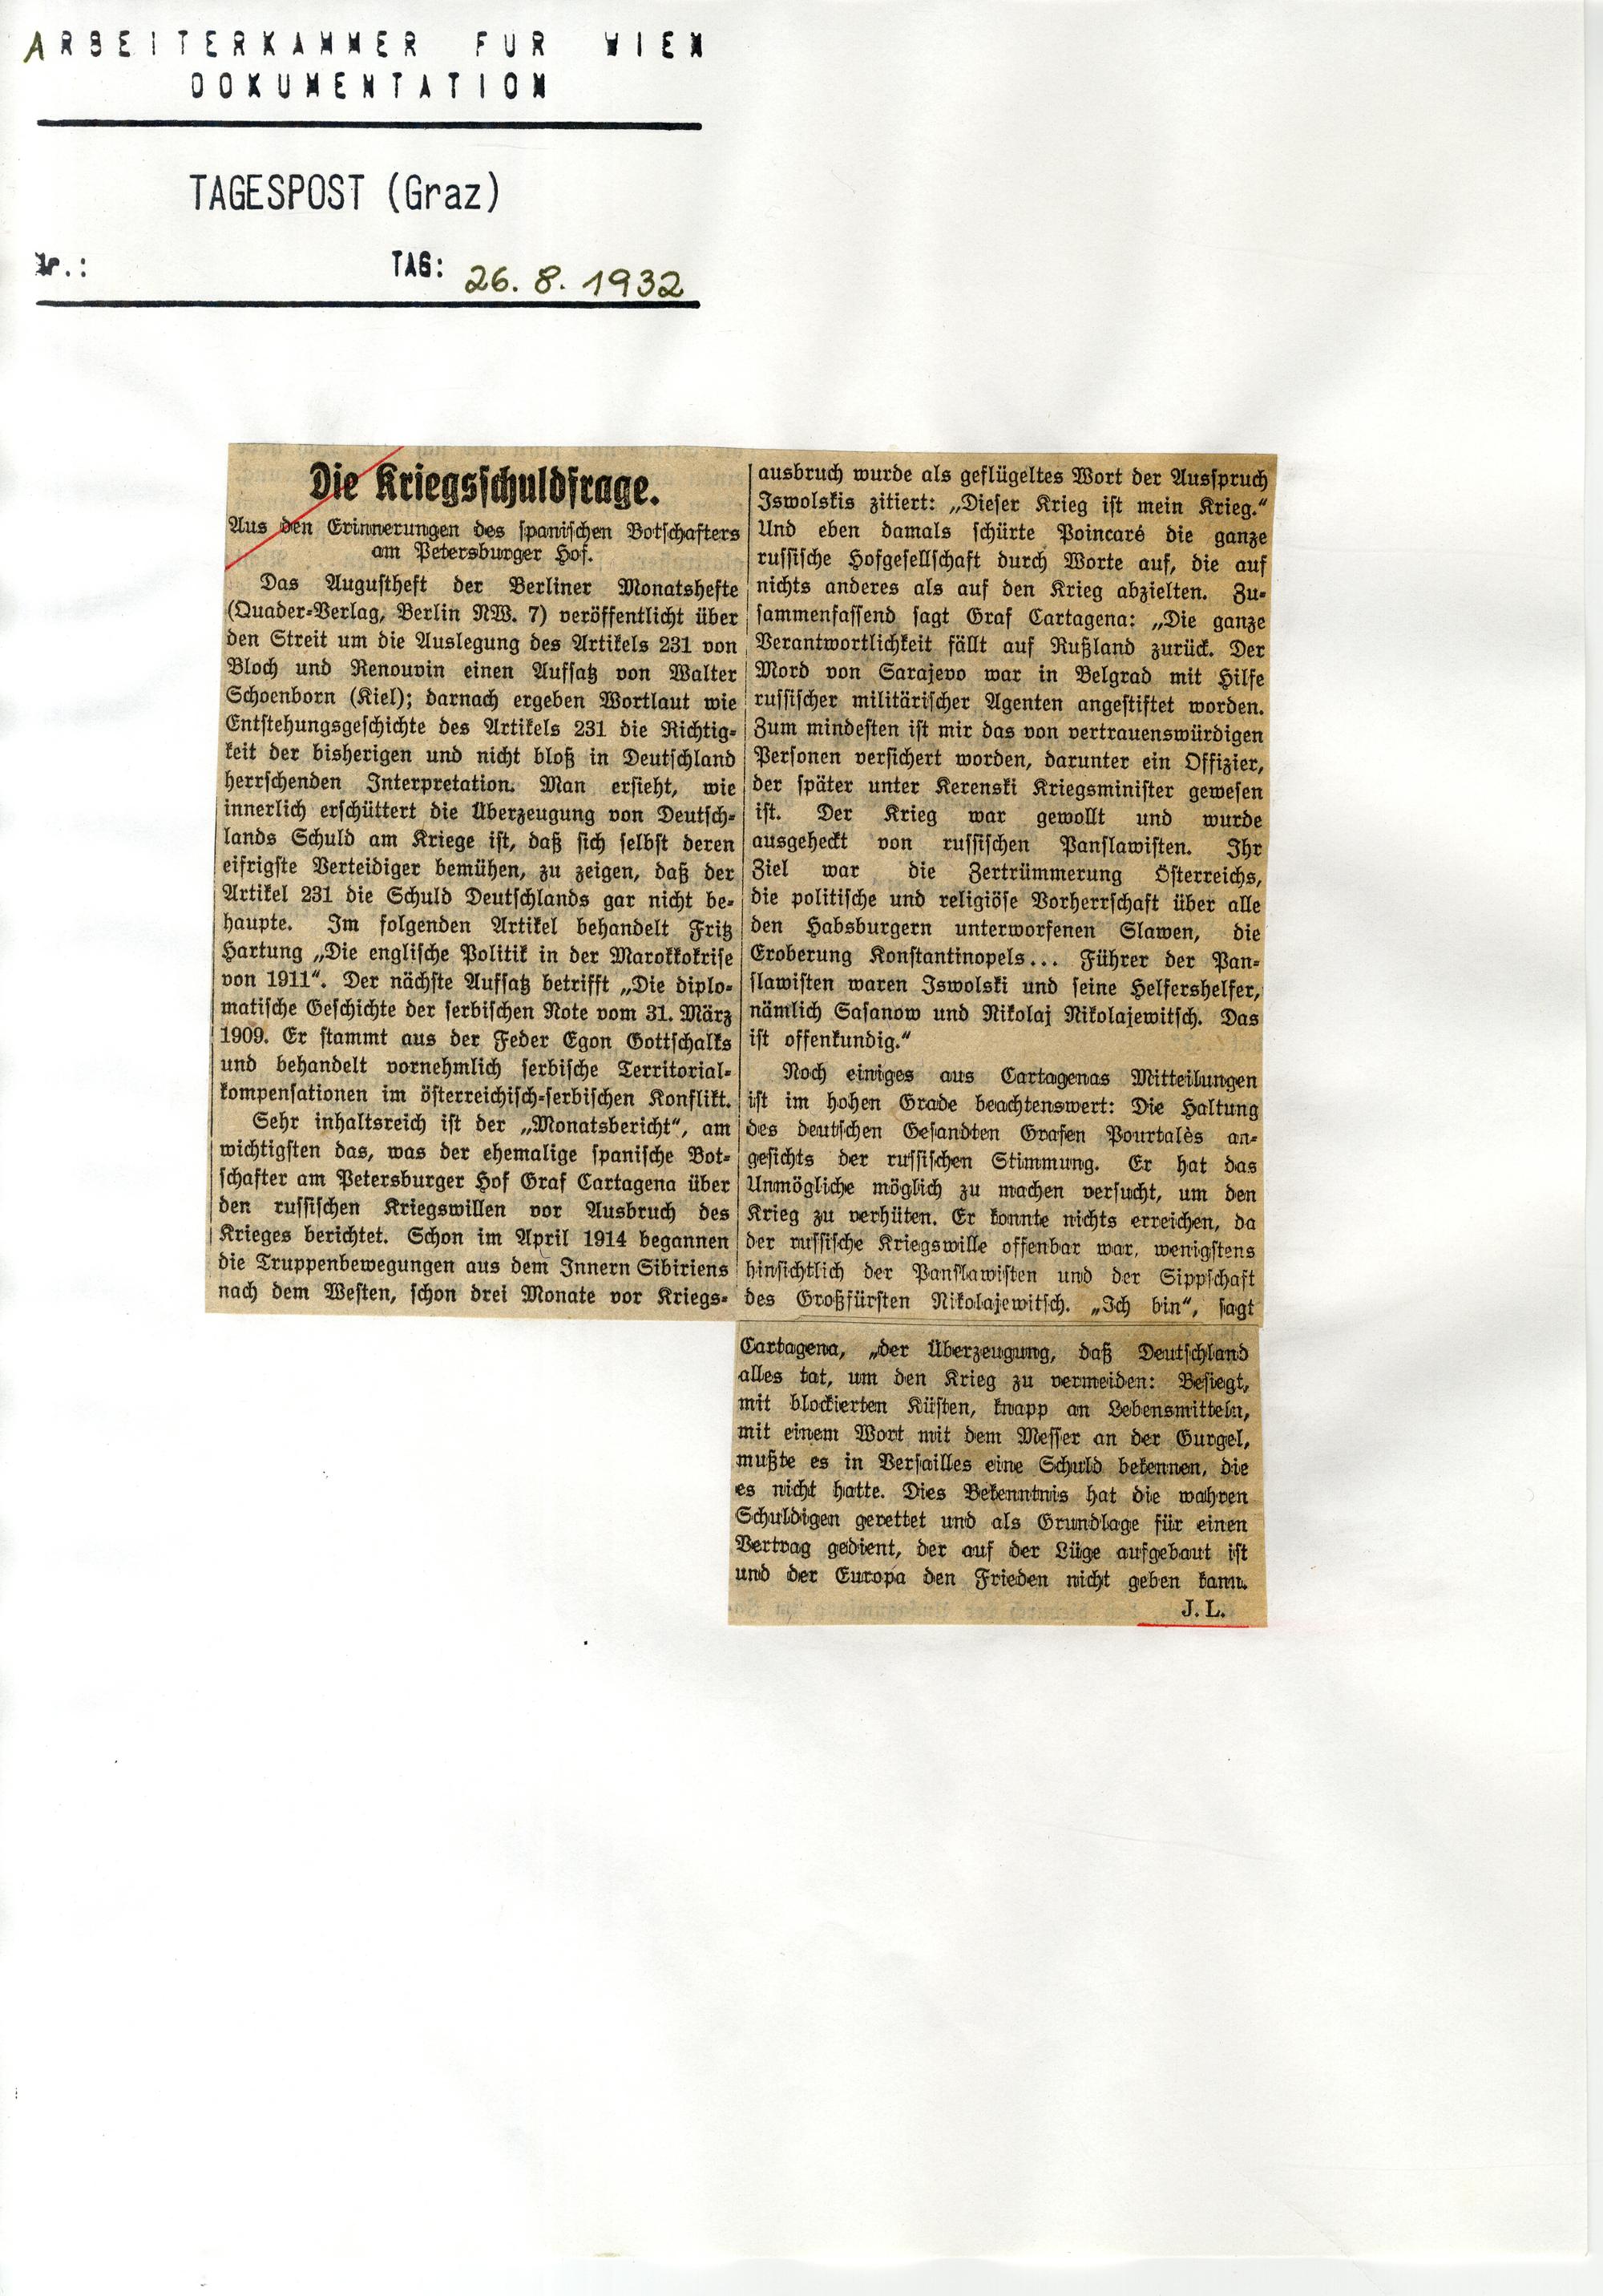 ARBEITERKAMMER FUR WIEN
DOKUMENTATION
TAGESPOST (Graz)
Nr.: TAG: 26. 8. 1932
Die Kriegsschuldfrage.
Aus den Erinnerungen des spanischen Botschafters
am Petersburger Hof.
Das Augustheft der Berliner Monatshefte
(Quader-Verlag, Berlin NW. 7) veröffentlicht über
den Streit um die Auslegung des Artikels 231 von
Bloch und Renouvin einen Aufsatz von Walter
Schoenborn (Kiel); darnach ergeben Wortlaut wie
Entstehungsgeschichte des Artikels 231 die Richtig-
keit der bisherigen und nicht bloß in Deutschland
herrschenden Interpretation. Man ersieht, wie
innerlich erschüttert die Überzeugung von Deutsch-
lands Schuld am Kriege ist, daß sich selbst deren
eifrigste Verteidiger bemühen, zu zeigen, daß der
Artikel 231 die Schuld Deutschlands gar nicht be-
haupte. Im folgenden Artikel behandelt Fritz
Hartung „Die englische Politik in der Marokkokrise
von 1911“. Der nächste Aufsatz betrifft „Die diplo-
matische Geschichte der serbischen Note vom 31. März
1909. Er stammt aus der Feder Egon Gottschalks
und behandelt vornehmlich serbische Territorial-
kompensationen im österreichisch-serbischen Konflikt.
Sehr inhaltsreich ist der „Monatsbericht“, am
wichtigsten das, was der ehemalige spanische Bot-
schafter am Petersburger Hof Graf Cartagena über
den russischen Kriegswillen vor Ausbruch des
Krieges berichtet. Schon im April 1914 begannen
die Truppenbewegungen aus dem Innern Sibiriens
nach dem Westen, schon drei Monate vor Kriegs-
ausbruch wurde als geflügeltes Wort der Ausspruch
Iswolskis zitiert: „Dieser Krieg ist mein Krieg.“
Und eben damals schürte Poincaré die ganze
russische Hofgesellschaft durch Worte auf, die auf
nichts anderes als auf den Krieg abzielten. Zu-
sammenfassend sagt Graf Cartagena: „Die ganze
Verantwortlichkeit fällt auf Rußland zurück. Der
Mord von Sarajevo war in Belgrad mit Hilfe
russischer militärischer Agenten angestiftet worden.
Zum mindesten ist mir das von vertrauenswürdigen
Personen versichert worden, darunter ein Offizier,
der später unter Kerenski Kriegsminister gewesen
ist. Der Krieg war gewollt und wurde
ausgeheckt von russischen Panslawisten. Ihr
Ziel war die Zertrümmerung Österreichs,
die politische und religiöse Vorherrschaft über alle
den Habsburgern unterworfenen Slawen, die
Eroberung Konstantinopels... Führer der Pan-
slawisten waren Iswolski und seine Helfershelfer,
nämlich Sasanow und Nikolaj Nikolajewitsch. Das
ist offenkundig.“
Noch einiges aus Cartagenas Mitteilungen
ist im hohen Grade beachtenswert: Die Haltung
des deutschen Gesandten Grafen Pourtalès an-
gesichts der russischen Stimmung. Er hat das
Unmögliche möglich zu machen versucht, um den
Krieg zu verhüten. Er konnte nichts erreichen, da
der russische Kriegswille offenbar war, wenigstens
hinsichtlich der Panslawisten und der Sippschaft
des Großfürsten Nikolajewitsch. „Ich bin“, sagt
Cartagena, „der Überzeugung, daß Deutschland
alles tat, um den Krieg zu vermeiden: Besiegt,
mit blockierten Küsten, knapp an Lebensmitteln,
mit einem Wort mit dem Messer an der Gurgel,
mußte es in Versailles eine Schuld bekennen, die
es nicht hatte. Dies Bekenntnis hat die wahren
Schuldigen gerettet und als Grundlage für einen
Vertrag gedient, der auf der Lüge aufgebaut ist
und der Europa den Frieden nicht geben kann.
J. L.